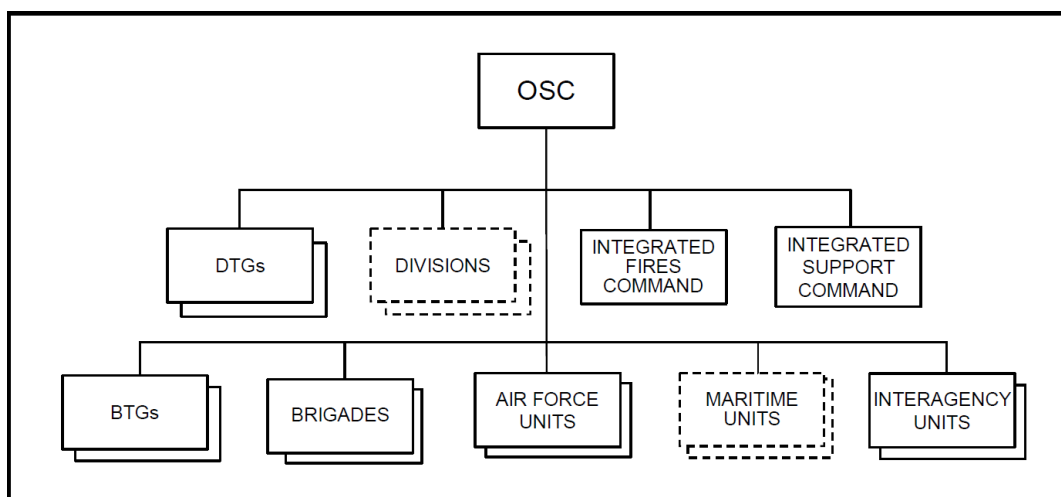 OSC
DTGs
DIVISIONS
INTEGRATED
FIRES
COMMAND
INTEGRATED
SUPPORT
COMMAND
BTGs
BRIGADES
AIR FORCE
UNITS
MARITIME
UNITS
INTERAGENCY
UNITS